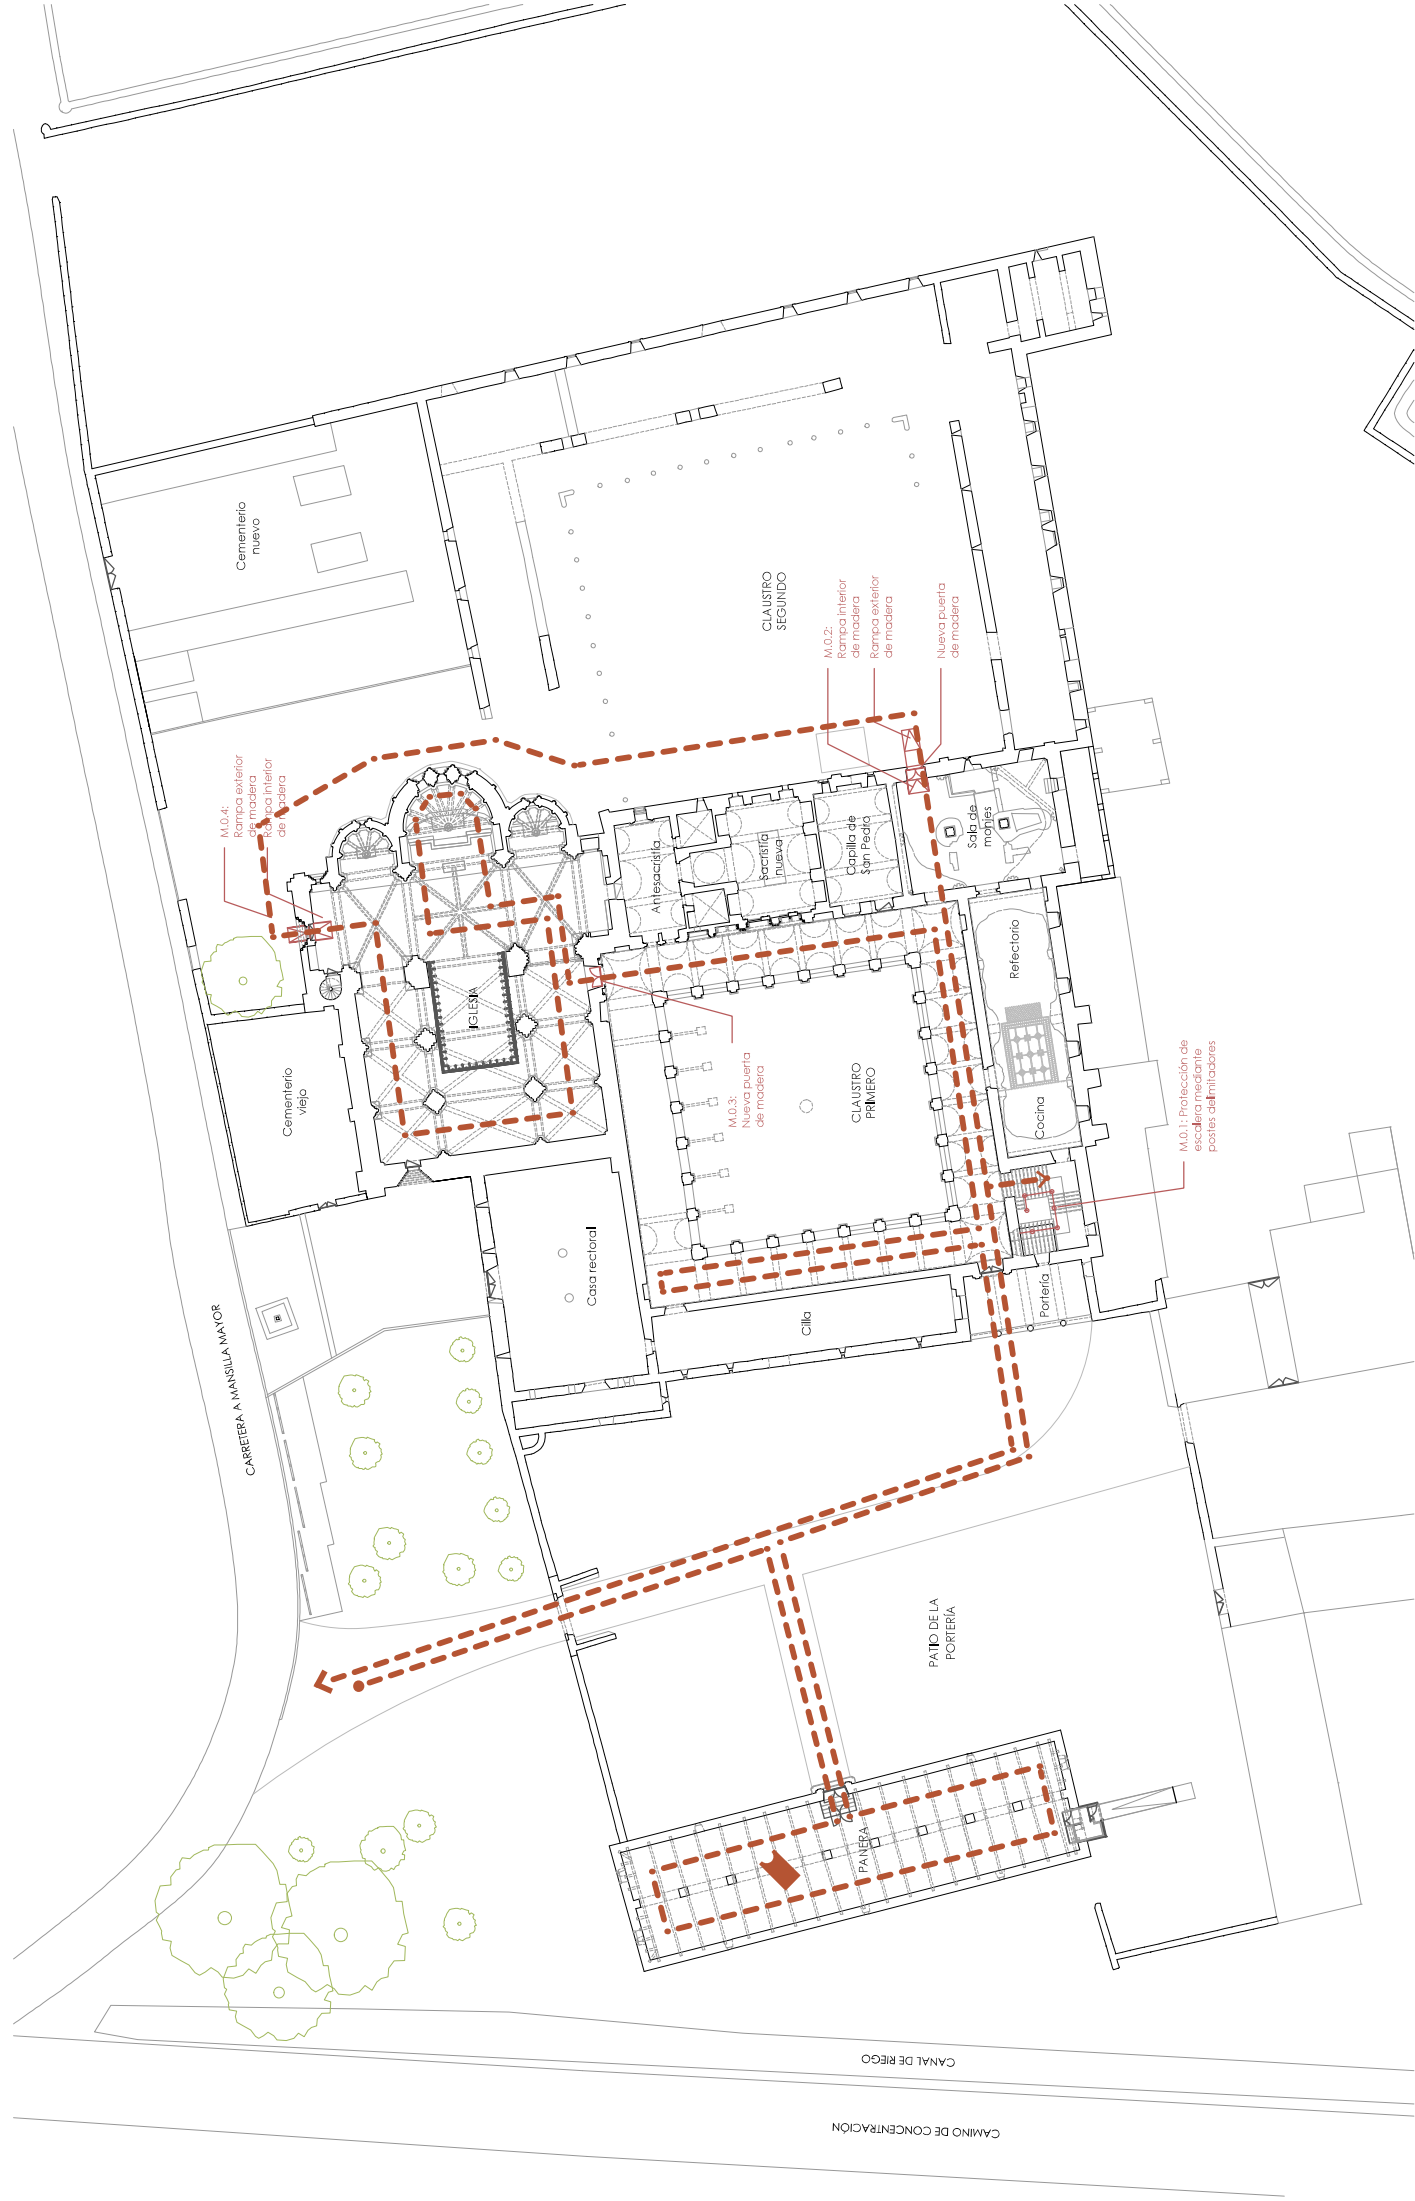 Cementerio
nuevo
CLAUSTRO
SEGUNDO
M.0.2:
Rampa interior
de madera
Rampa exterior
de madera
Nueva puerta
de madera
M.0.4:
Rampa exterior
de madera
Rampa interior
de madera
Antesacristía
Sacristía
nueva
Capilla de
San Pedro
Sala de
monjes
IGLESIA
Refectorio
Cementerio
viejo
M.0.3:
Nueva puerta
de madera
CLAUSTRO
PRIMERO
Cocina
M.0.1: Protección de
escalera mediante
postes delimitadores
Casa rectoral
Cilla
Portería
CARRETERA A MANSILLA MAYOR
PATIO DE LA
PORTERÍA
PANERA
CANAL DE RIEGO
CAMINO DE CONCENTRACIÓN